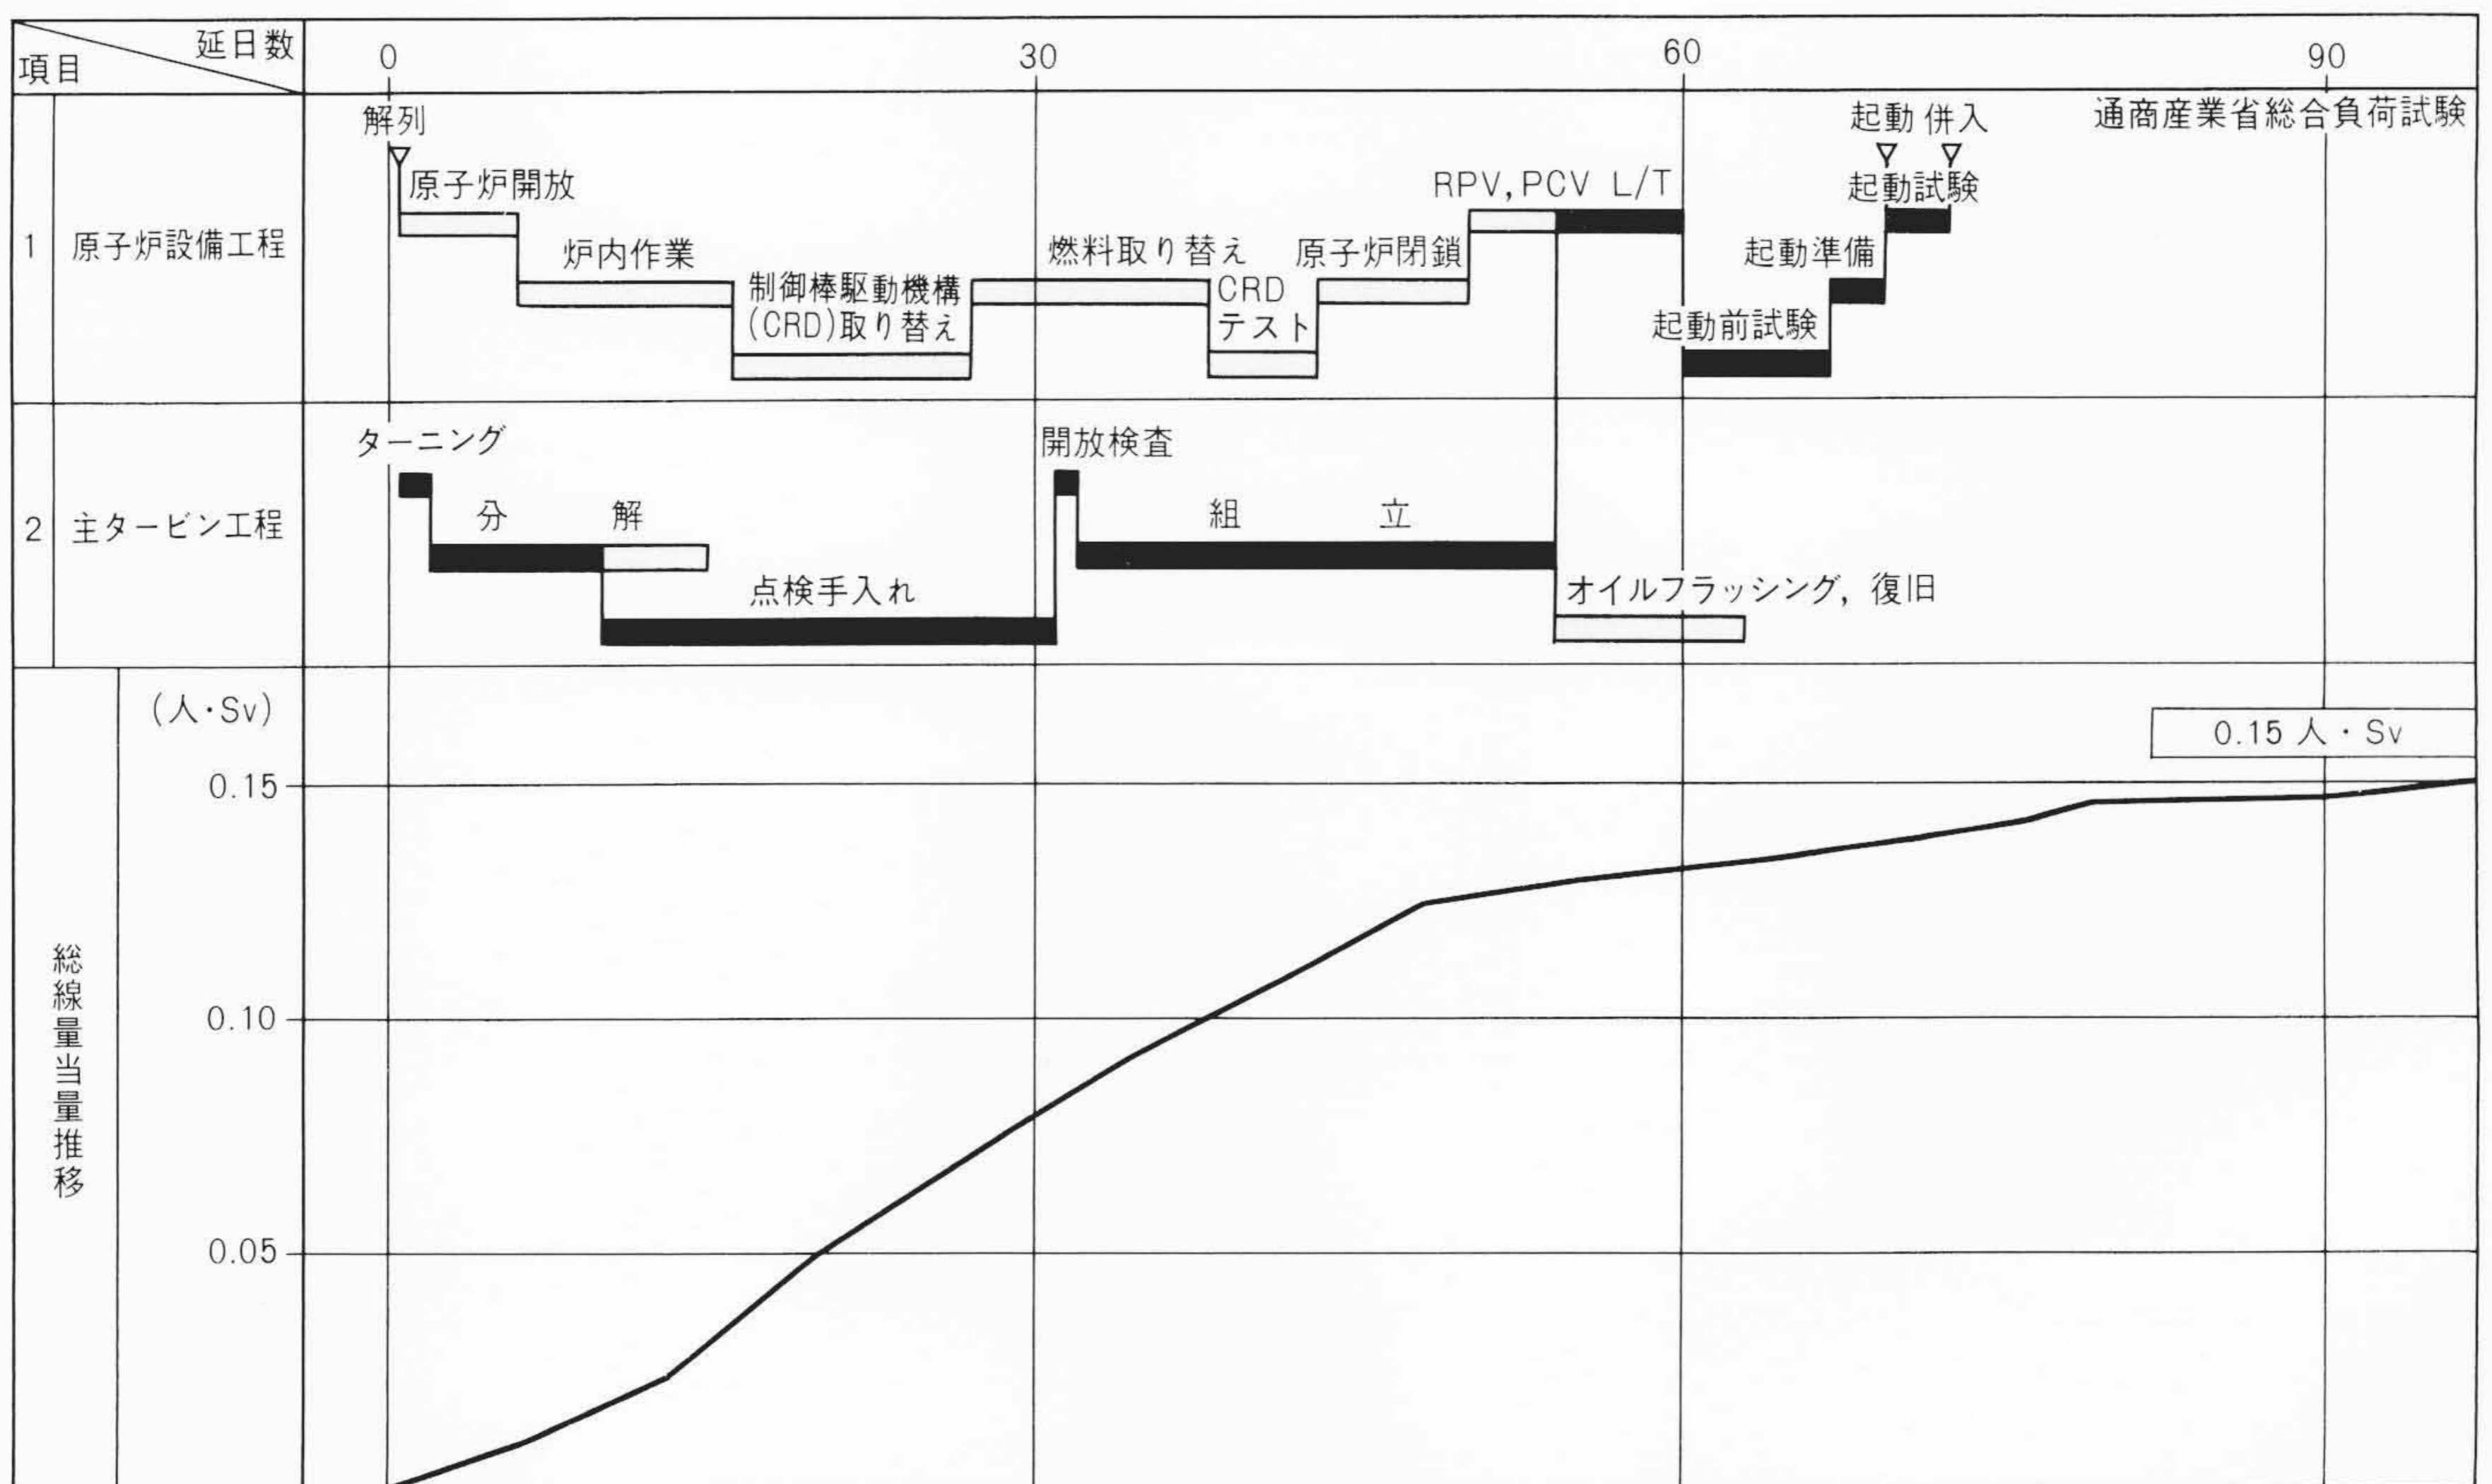 延日数
項目
0
30
60
90
解列
起動 併入
通商産業省総合負荷試験
原子炉開放
RPV,PCV L/T
起動試験
1
原子炉設備工程
炉内作業
燃料取り替え
原子炉閉鎖
起動準備
制御棒駆動機構
(CRD)取り替え
CRD
テスト
起動前試験
ターニング
開放検査
2
主タービン工程
分解
組立
点検手入れ
オイルフラッシング, 復旧
(人・Sv)
0.15 人・Sv
0.15
0.10
0.05
総線量当量推移